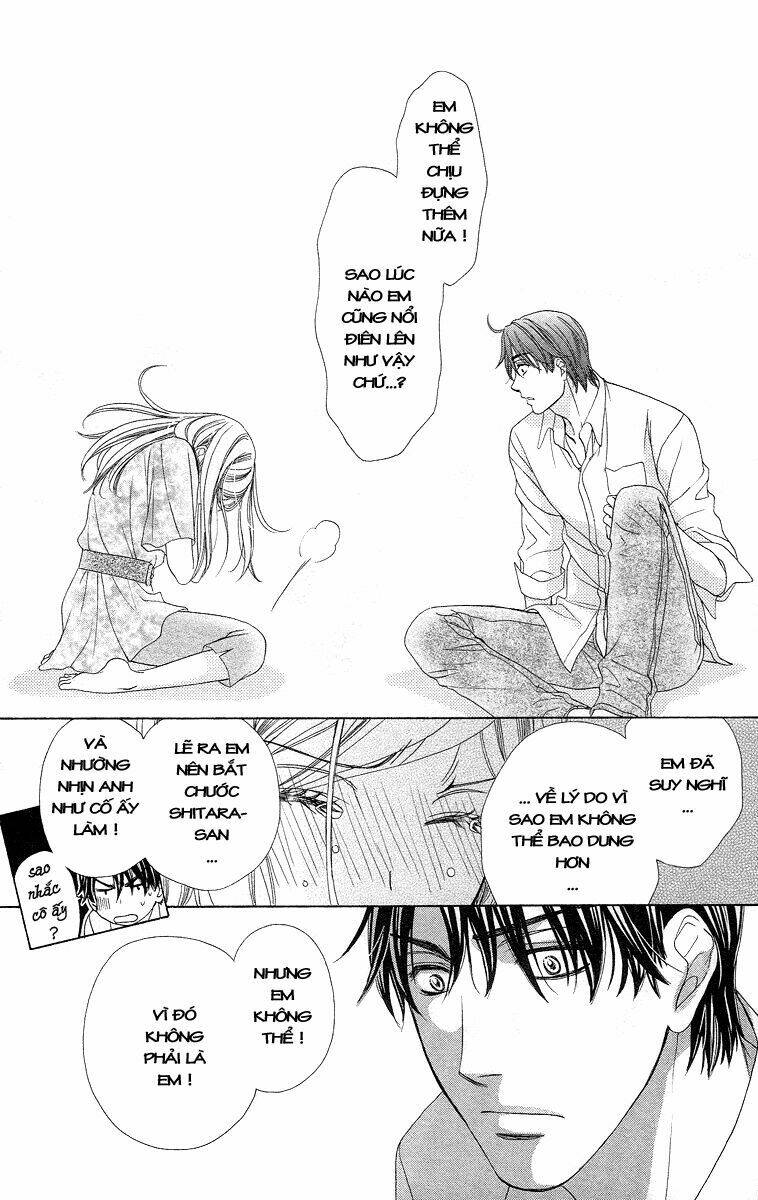 EM
KHÔNG
THỂ
CHỊU
ĐỰNG
THÊM
NỮA !
SAO LÚC
NÀO EM
CŨNG NỔI
ĐIÊN LÊN
NHƯ VẬY
CHỨ...?
EM ĐÃ
SUY NGHĨ
...
... VỀ LÝ DO VÌ
SAO EM KHÔNG
THỂ BAO DUNG
HƠN
...
LẼ RA EM
NÊN BẮT
CHƯỚC
SHITARA-
SAN
...
VÀ
NHƯỜNG
NHỊN ANH
NHƯ CỐ ẤY
LÀM !
sao
nhắc
cô ấy
?
NHƯNG
EM
KHÔNG
THỂ !
VÌ ĐÓ
KHÔNG
PHẢI LÀ
EM !